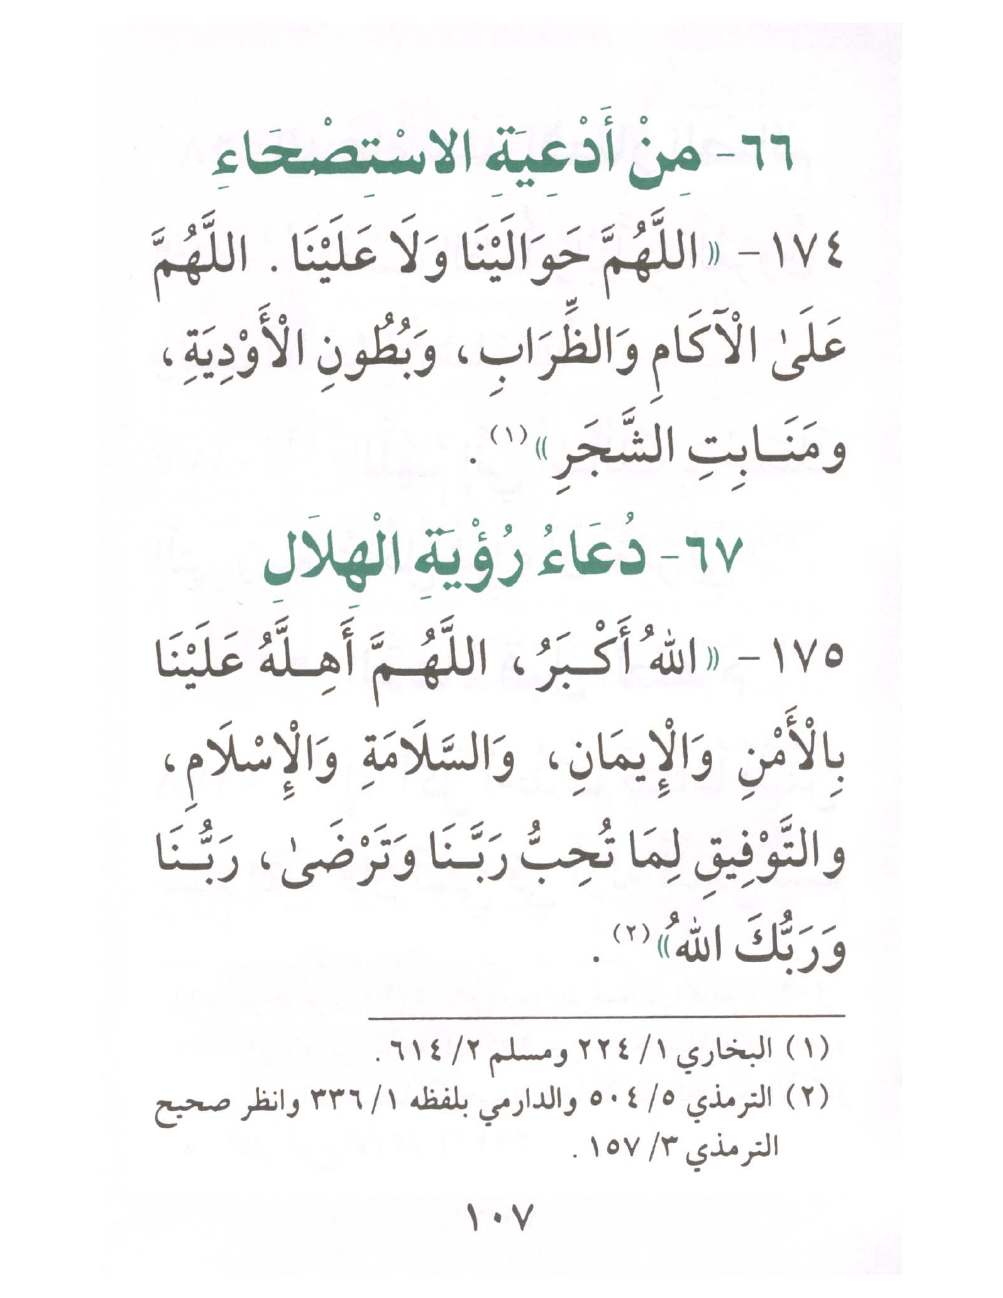 ٦٦- مِنْ أَدْعِيَةِ الاسْتِصْحَاءِ
١٧٤ - «اللَّهُمَّ حَوَالَيْنَا وَلَا عَلَيْنَا . اللَّهُمَّ
عَلَىٰ الْآكَامِ وَالظِّرَابِ ، وَبُطُونِ الْأَوْدِيَةِ ،
ومَنَابِتِ الشَّجَرِ»(١) .
٦٧- دُعَاءُ رُؤْيَةِ الْهِلَالِ
١٧٥ - «اللهُ أَكْبَرُ ، اللَّهُمَّ أَهِلَّهُ عَلَيْنَا
بِالْأَمْنِ وَالْإِيمَانِ، وَالسَّلَامَةِ وَالْإِسْلَامِ ،
والتَّوْفِيقِ لِمَا تُحِبُّ رَبَّنَا وَتَرْضَىٰ ، رَبُّنَا
وَرَبُّكَ اللهُ»(٢) .
(١) البخاري ١/ ٢٢٤ ومسلم ٢/ ٦١٤ .
(٢) الترمذي ٥/ ٥٠٤ والدارمي بلفظه ١/ ٣٣٦ وانظر صحيح
الترمذي ٣/ ١٥٧ .
١٠٧